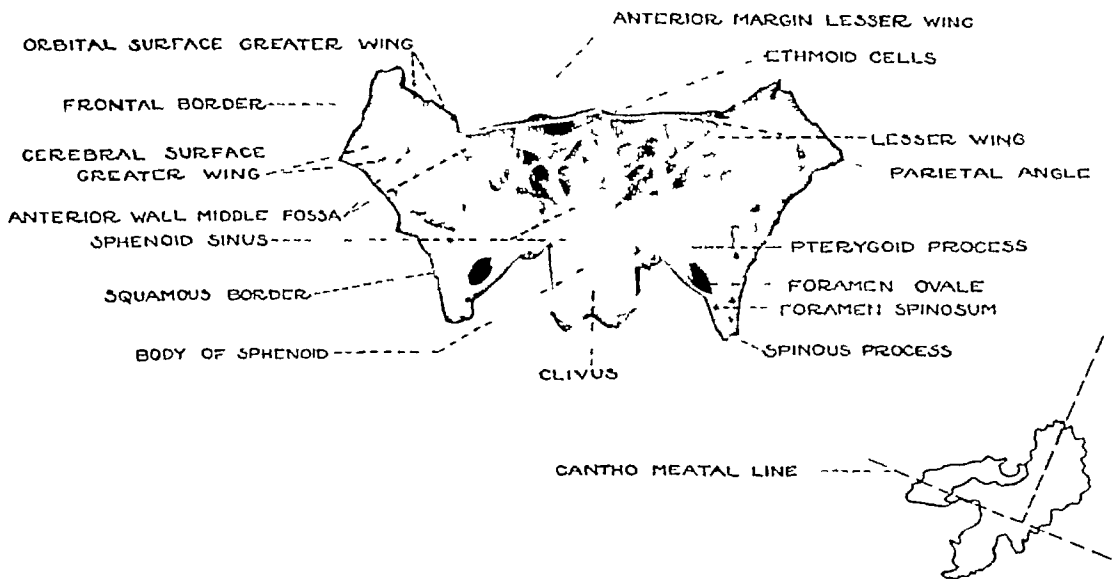 ANTERIOR MARGIN LESSER WING
ORBITAL SURFACE GREATER WING
ETHMOID CELLS
FRONTAL BORDER
LESSER WING
CEREBRAL SURFACE
GREATER WING
PARIETAL ANGLE
ANTERIOR WALL MIDDLE FOSSA
SPHENOID SINUS
PTERYGOID PROCESS
SQUAMOUS BORDER
FORAMEN OVALE
FORAMEN SPINOSUM
BODY OF SPHENOID
SPINOUS PROCESS
CLIVUS
CANTHO MEATAL LINE